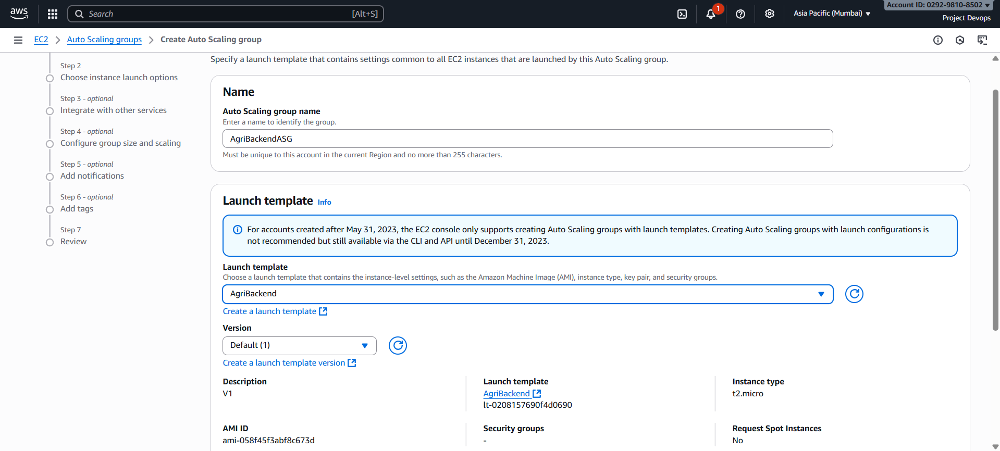 aws
Search [Alt+S]
1
Asia Pacific (Mumbai)
Account ID: 0292-9810-8502
Project Devops
EC2 Auto Scaling groups Create Auto Scaling group
Step 2
Choose instance launch options
Step 3 - optional
Integrate with other services
Step 4 - optional
Configure group size and scaling
Step 5 - optional
Add notifications
Step 6 - optional
Add tags
Step 7
Review
Specify a launch template that contains settings common to all EC2 instances that are launched by this Auto Scaling group.
Name
Auto Scaling group name
Enter a name to identify the group.
AgriBackendASG
Must be unique to this account in the current Region and no more than 255 characters.
Launch template Info
For accounts created after May 31, 2023, the EC2 console only supports creating Auto Scaling groups with launch templates. Creating Auto Scaling groups with launch configurations is
not recommended but still available via the CLI and API until December 31, 2023.
Launch template
Choose a launch template that contains the instance-level settings, such as the Amazon Machine Image (AMI), instance type, key pair, and security groups.
AgriBackend
Create a launch template
Version
Default (1)
Create a launch template version
Description
V1
Launch template
AgriBackend
lt-0208157690f4d0690
Instance type
t2.micro
AMI ID
ami-058f45f3abf8c673d
Security groups
-
Request Spot Instances
No